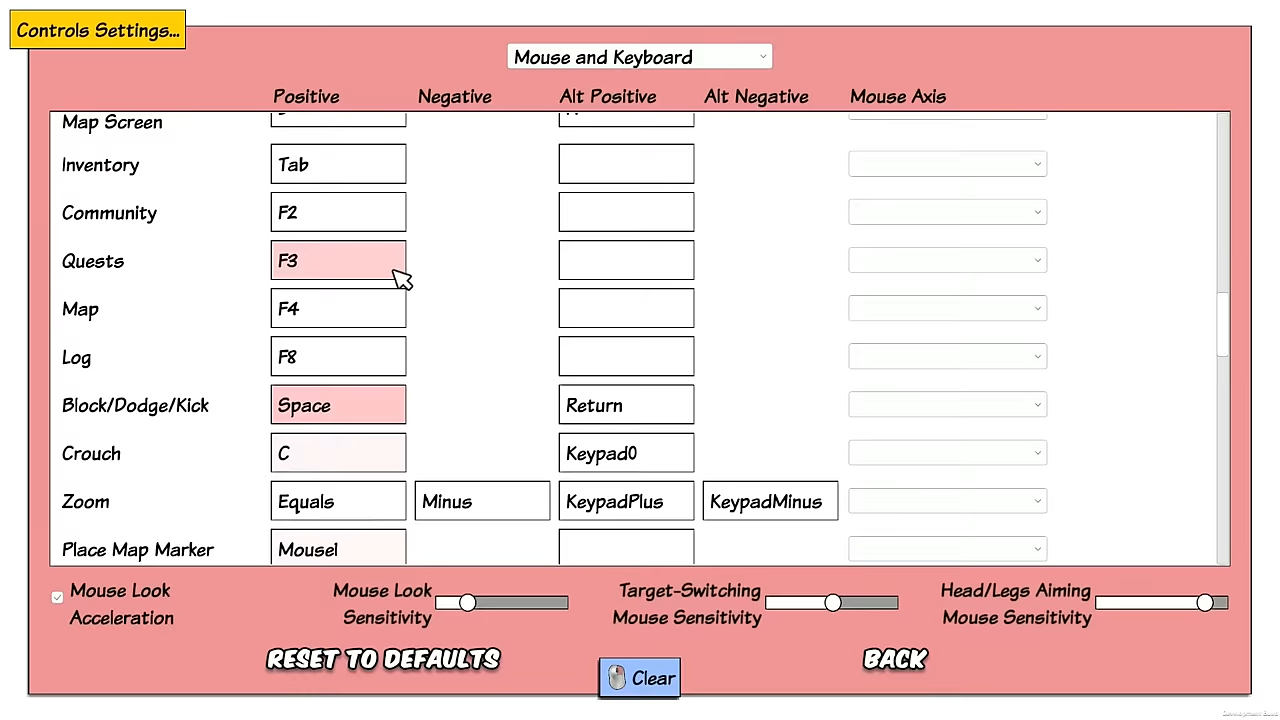 Controls Settings...
Mouse and Keyboard
Positive Negative Alt Positive Alt Negative Mouse Axis
Map Screen
Inventory Tab
Community F2
Quests F3
Map F4
Log F8
Block/Dodge/Kick Space Return
Crouch C Keypad0
Zoom Equals Minus KeypadPlus KeypadMinus
Place Map Marker Mouse1
Mouse Look Acceleration
Mouse Look Sensitivity
Target-Switching Mouse Sensitivity
Head/Legs Aiming Mouse Sensitivity
RESET TO DEFAULTS
Clear
BACK
Development Build